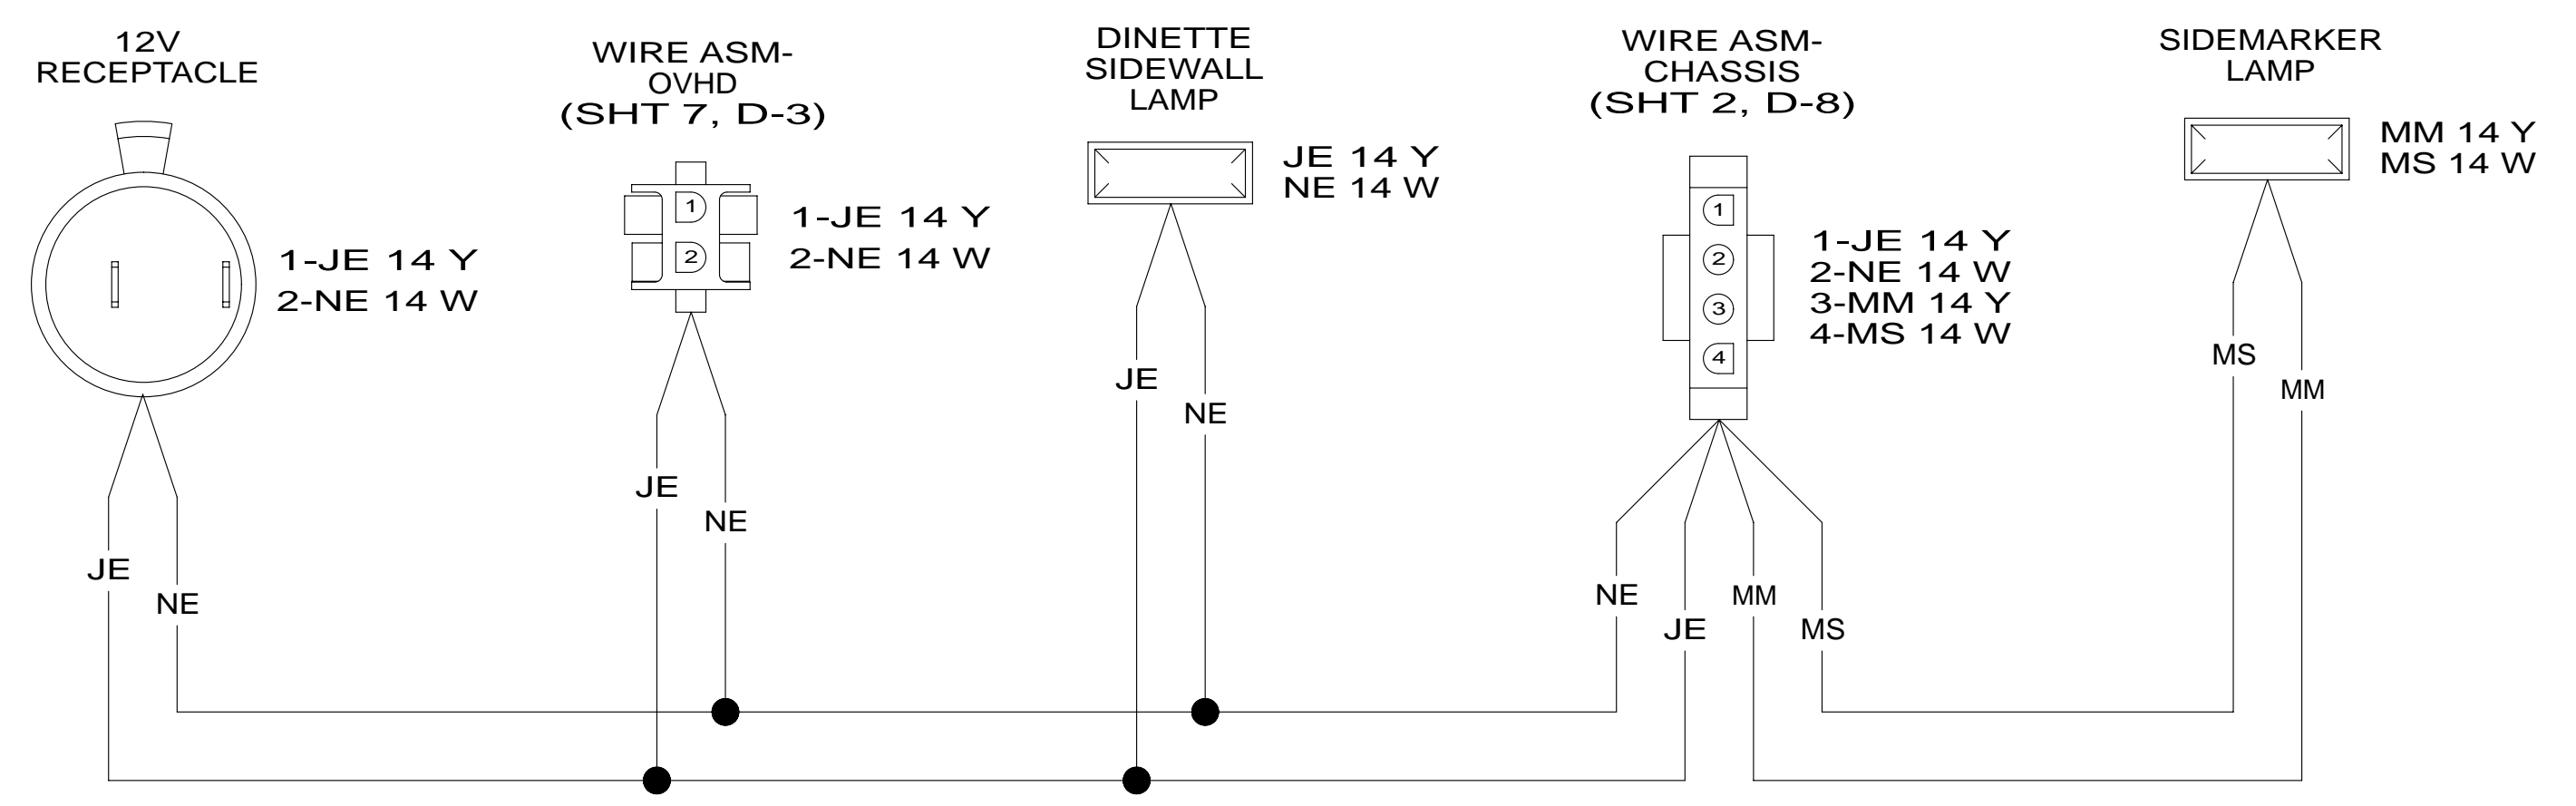 12V
RECEPTACLE
1-JE 14 Y
2-NE 14 W
WIRE ASM-
OVHD
(SHT 7, D-3)
1
2
1-JE 14 Y
2-NE 14 W
DINETTE
SIDEWALL
LAMP
JE 14 Y
NE 14 W
WIRE ASM-
CHASSIS
(SHT 2, D-8)
1
2
3
4
1-JE 14 Y
2-NE 14 W
3-MM 14 Y
4-MS 14 W
SIDEMARKER
LAMP
MM 14 Y
MS 14 W
JE
NE
JE
NE
JE
NE
NE
JE
MM
MS
MS
MM